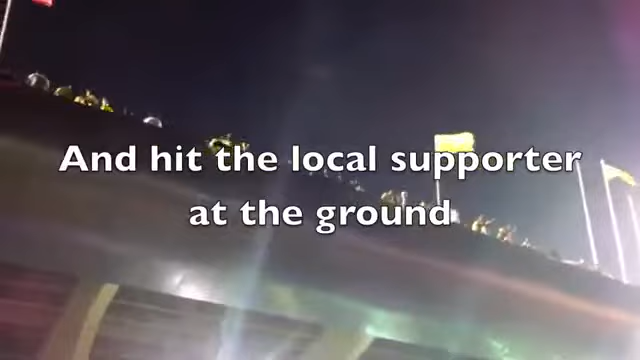 And hit the local supporter
at the ground